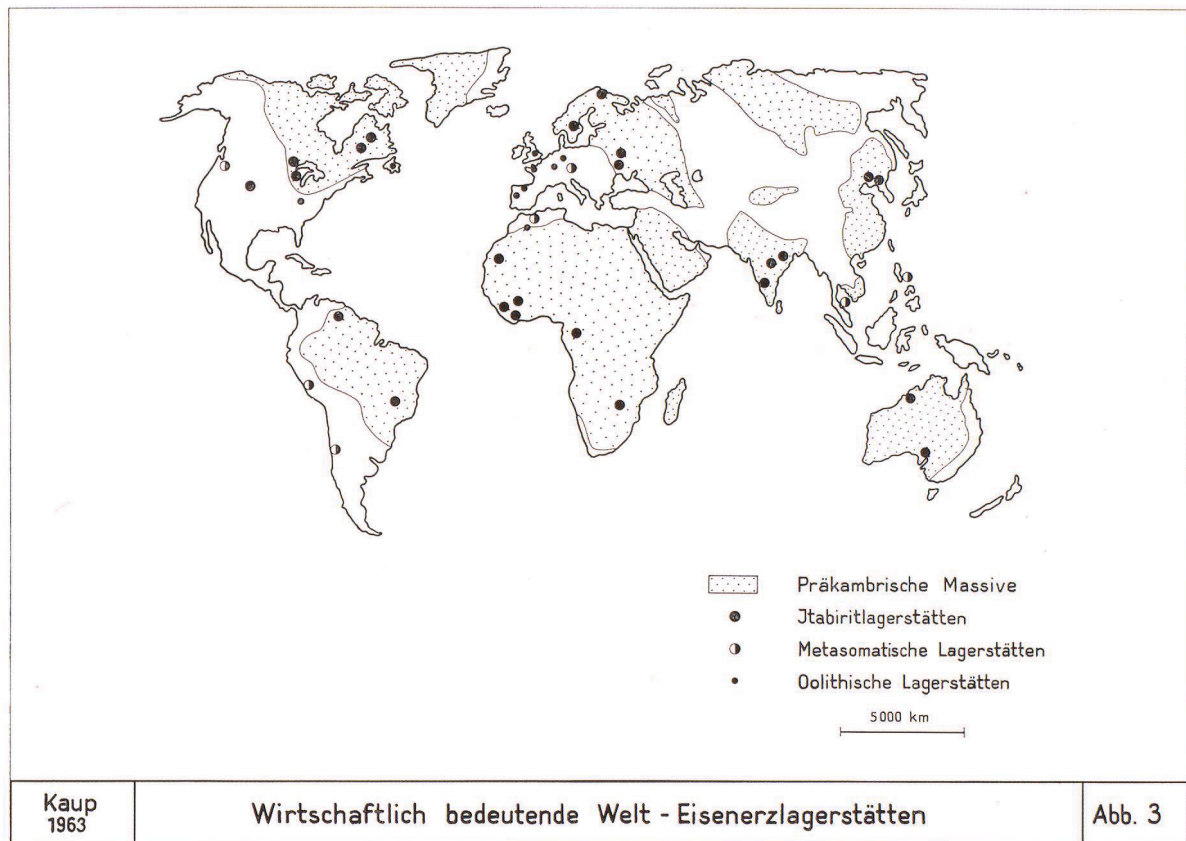 Präkambrische Massive
Jtabiritlagerstätten
Metasomatische Lagerstätten
Oolithische Lagerstätten
5000 km
Kaup
1963
Wirtschaftlich bedeutende Welt - Eisenerzlagerstätten
Abb. 3